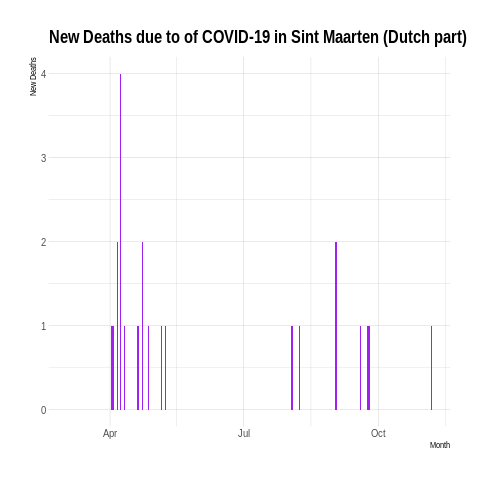 New Deaths due to of COVID-19 in Sint Maarten (Dutch part)
New Deaths
4
3
2
1
0
Apr Jul Oct
Month